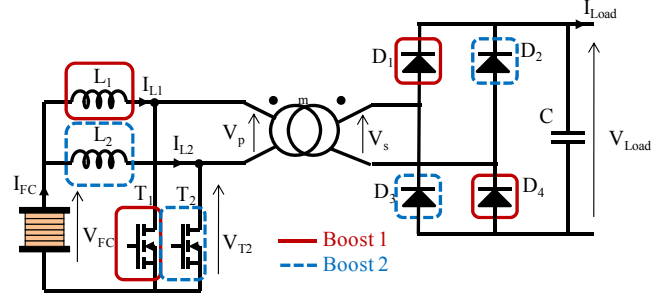 I_Load
D_1
D_2
L_1
I_L1
m
L_2
I_L2
V_p
V_s
C
V_Load
I_FC
T_1
T_2
D_3
D_4
V_FC
V_T2
Boost 1
Boost 2